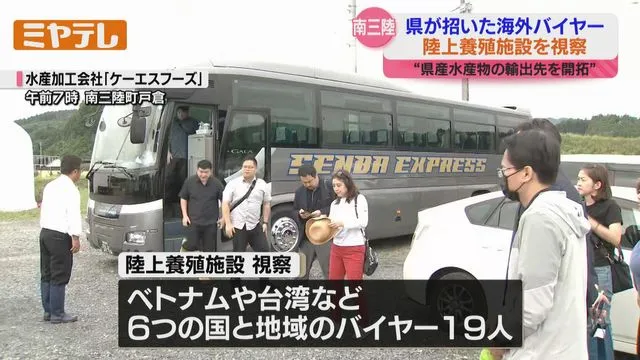 ミヤテレ
南三陸
県が招いた海外バイヤー
陸上養殖施設を視察
“県産水産物の輸出先を開拓”
水産加工会社「ケーエスフーズ」
午前7時 南三陸町戸倉
GALA
SENBA EXPRESS
陸上養殖施設 視察
ベトナムや台湾など
6つの国と地域のバイヤー19人